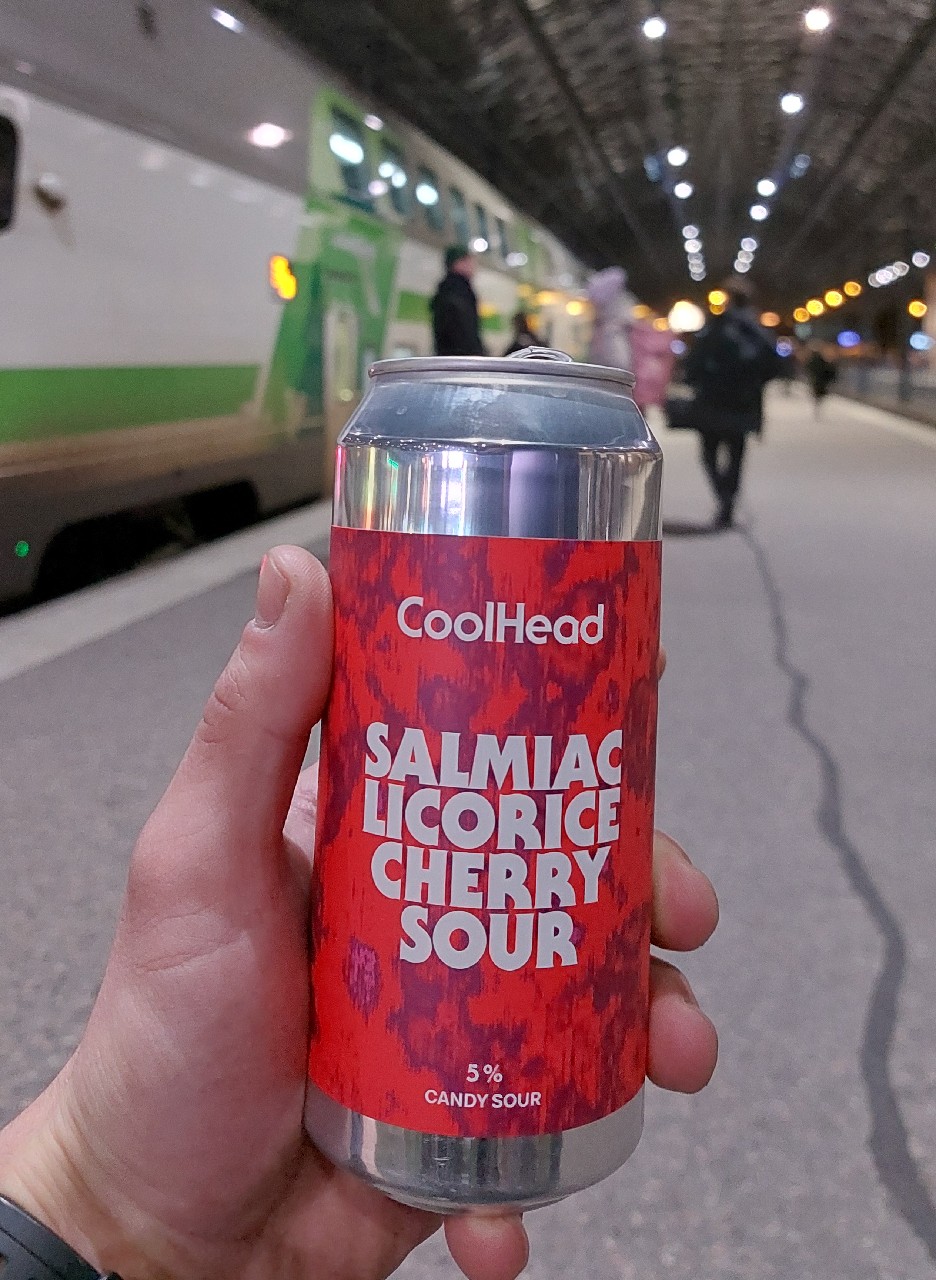 CoolHead
SALMIAC
LICORICE
CHERRY
SOUR
5%
CANDY SOUR